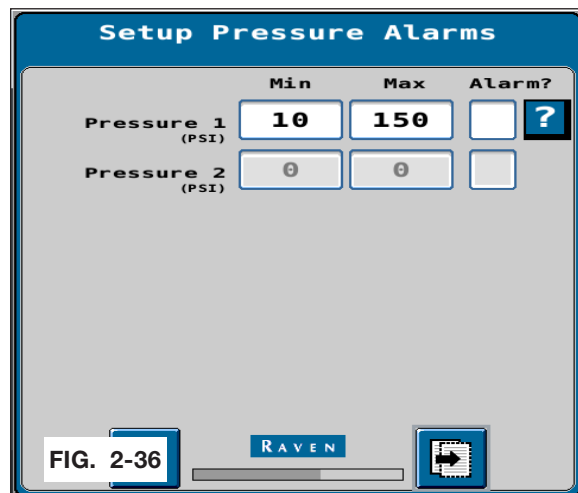 Setup Pressure Alarms
Min Max Alarm?
Pressure 1 10 150 ?
(PSI)
Pressure 2 0 0
(PSI)
RAVEN
FIG. 2-36